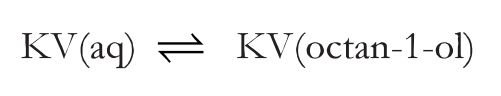 KV(aq) ⇌ KV(octan-1-ol)